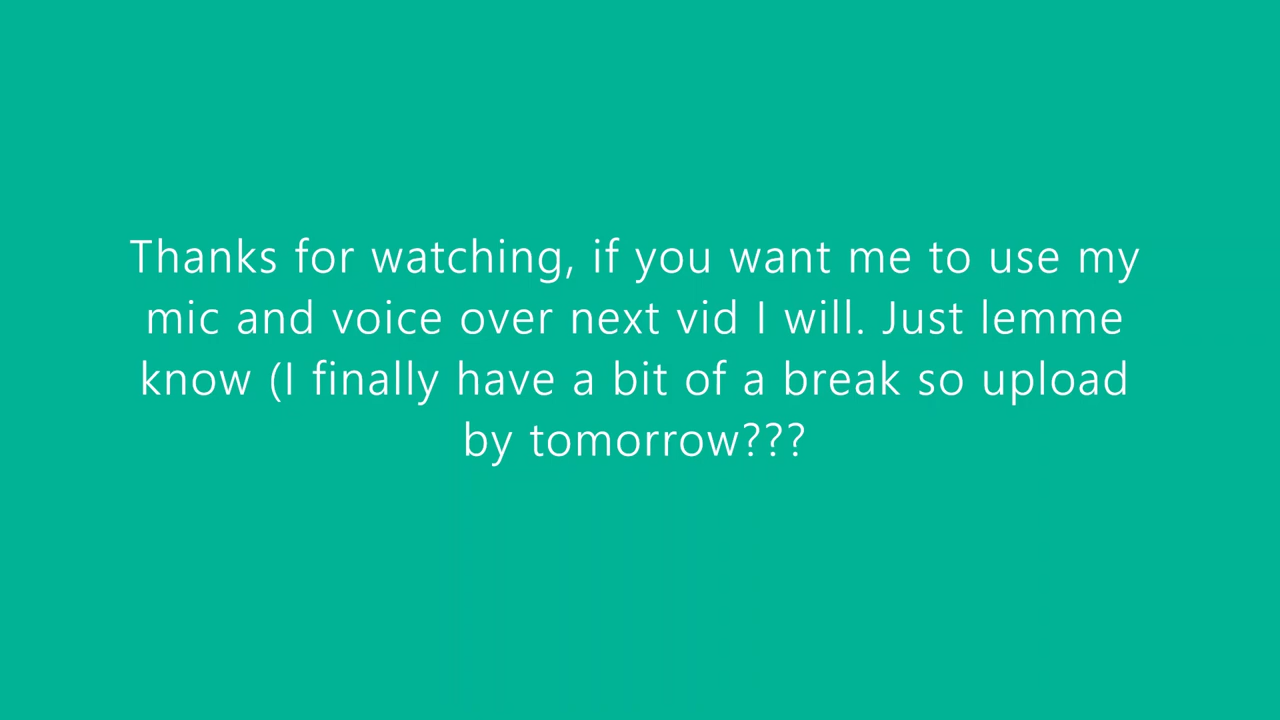 Thanks for watching, if you want me to use my
mic and voice over next vid I will. Just lemme
know (I finally have a bit of a break so upload
by tomorrow???